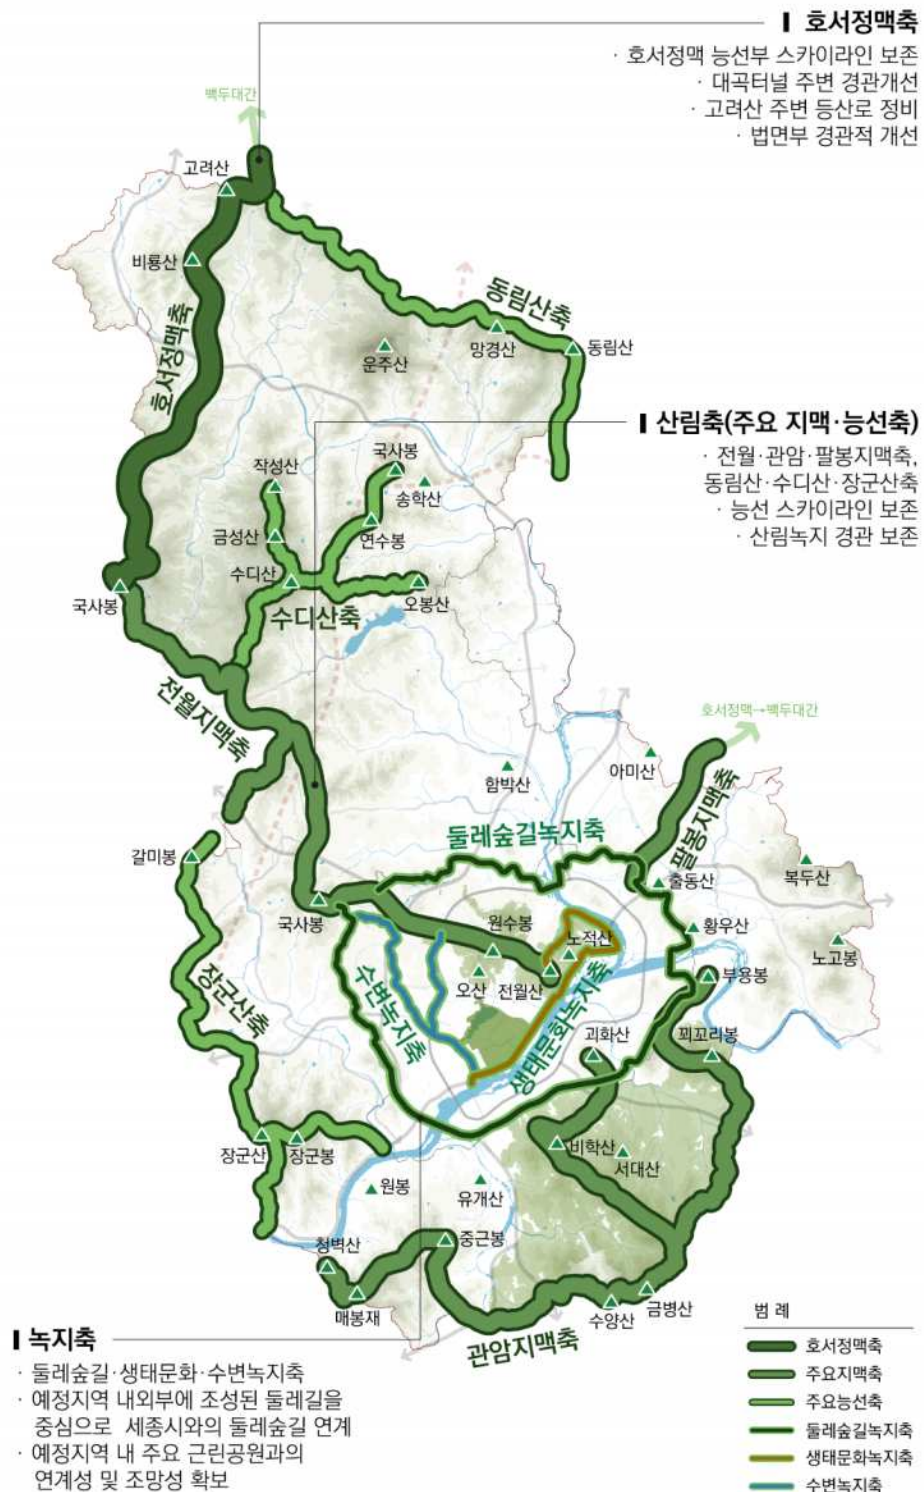 호서정맥축
· 호서정맥 능선부 스카이라인 보존
· 대곡터널 주변 경관개선
· 고려산 주변 등산로 정비
· 법면부 경관적 개선
백두대간
고려산
비룡산
호서정맥축
동림산축
망경산
동림산
운주산
산림축(주요 지맥·능선축)
· 전월·관암·팔봉지맥축,
동림산·수디산·장군산축
· 능선 스카이라인 보존
· 산림녹지 경관 보존
국사봉
작성산
송학산
금성산
연수봉
수디산
오봉산
국사봉
수디산축
전월지맥축
호서정맥→백두대간
아미산
함박산
팔봉지맥축
둘레숲길녹지축
갈미봉
출동산
복두산
국사봉
원수봉
노적산
황우산
노고봉
장군산축
수변녹지축
오산
전월산
부용봉
생태문화녹지축
괴화산
꾀꼬리봉
장군산
장군봉
비학산
서대산
원봉
유개산
청벽산
중근봉
매봉재
수양산
금병산
관암지맥축
녹지축
· 둘레숲길·생태문화·수변녹지축
· 예정지역 내외부에 조성된 둘레길을
중심으로 세종시와의 둘레숲길 연계
· 예정지역 내 주요 근린공원과의
연계성 및 조망성 확보
범 례
호서정맥축
주요지맥축
주요능선축
둘레숲길녹지축
생태문화녹지축
수변녹지축